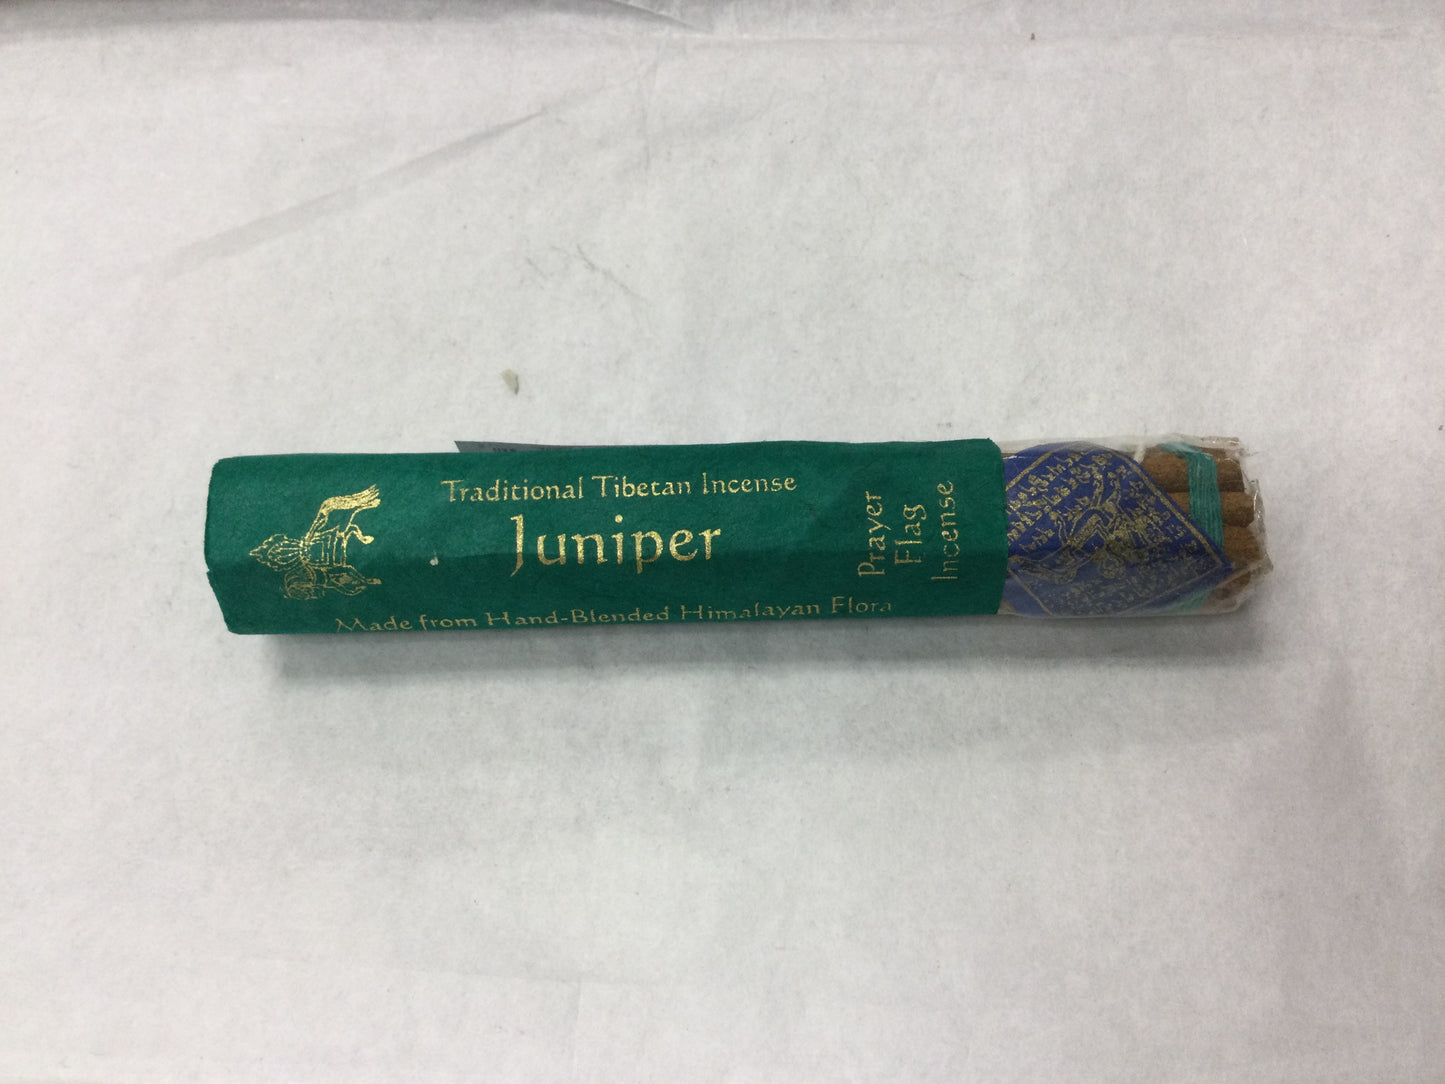 Traditional Tibetan Incense
Juniper
Made from Hand-Blended Himalayan Flora
Prayer
Flag
Incense